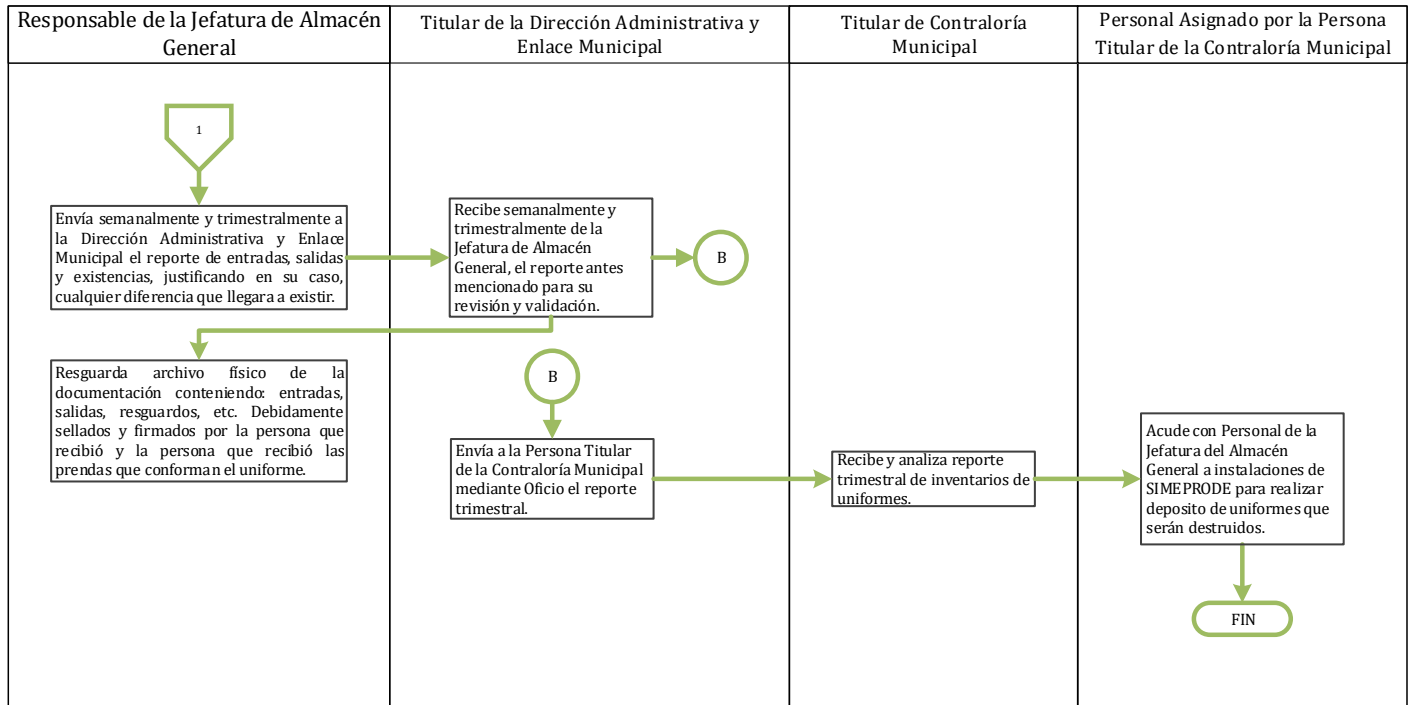 Responsable de la Jefatura de Almacén
General
Titular de la Dirección Administrativa y
Enlace Municipal
Titular de Contraloría
Municipal
Personal Asignado por la Persona
Titular de la Contraloría Municipal
1
Envía semanalmente y trimestralmente a
la Dirección Administrativa y Enlace
Municipal el reporte de entradas, salidas
y existencias, justificando en su caso,
cualquier diferencia que llegara a existir.
Recibe semanalmente y
trimestralmente de la
Jefatura de Almacén
General, el reporte antes
mencionado para su
revisión y validación.
B
Resguarda archivo físico de la
documentación conteniendo: entradas,
salidas, resguardos, etc. Debidamente
sellados y firmados por la persona que
recibió y la persona que recibió las
prendas que conforman el uniforme.
B
Envía a la Persona Titular
de la Contraloría Municipal
mediante Oficio el reporte
trimestral.
Recibe y analiza reporte
trimestral de inventarios de
uniformes.
Acude con Personal de la
Jefatura del Almacén
General a instalaciones de
SIMEPRODE para realizar
deposito de uniformes que
serán destruidos.
FIN